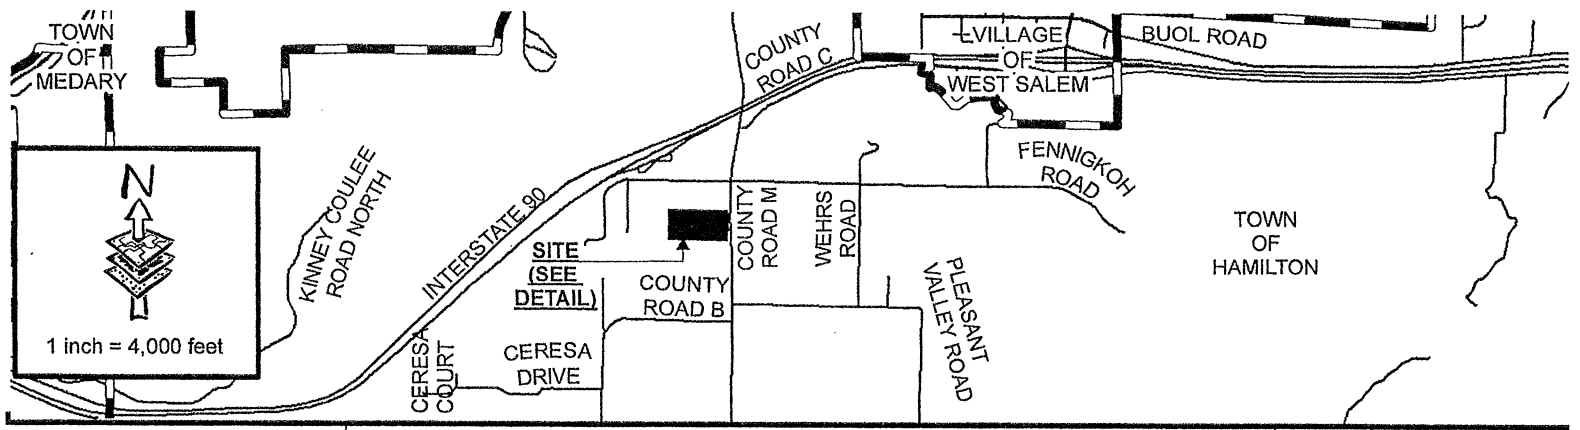 TOWN
OF
MEDARY
COUNTY
ROAD C
VILLAGE
OF
WEST SALEM
BUOL ROAD
FENNIGKOH
ROAD
N
KINNEY COULEE
ROAD NORTH
INTERSTATE 90
COUNTY
ROAD M
WEHRS
ROAD
TOWN
OF
HAMILTON
SITE
(SEE
DETAIL)
COUNTY
ROAD B
PLEASANT
VALLEY ROAD
1 inch = 4,000 feet
CERESA
COURT
CERESA
DRIVE